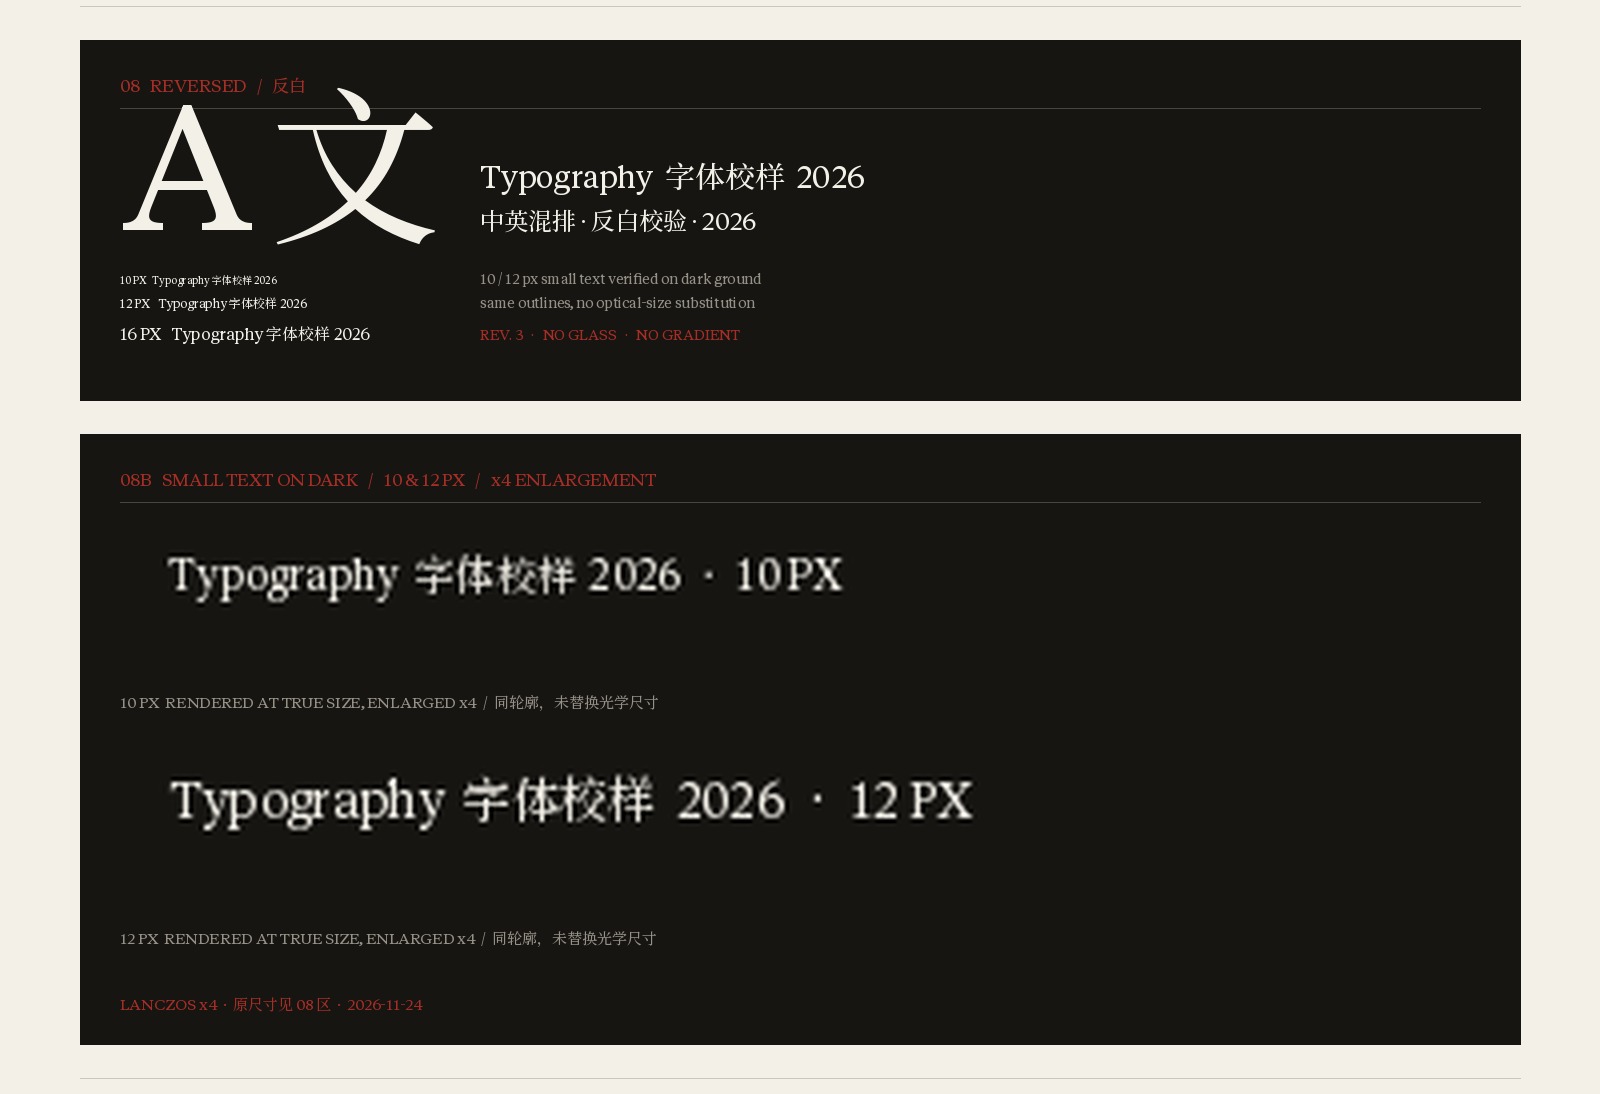 08 REVERSED / 反白
A文
Typography 字体校样 2026
中英混排 · 反白校验 · 2026
10 PX Typography 字体校样 2026
12 PX Typography 字体校样 2026
16 PX Typography 字体校样 2026
10 / 12 px small text verified on dark ground
same outlines, no optical-size substitution
REV. 3 · NO GLASS · NO GRADIENT
08B SMALL TEXT ON DARK / 10 & 12 PX / x4 ENLARGEMENT
Typography 字体校样 2026 · 10 PX
10 PX RENDERED AT TRUE SIZE, ENLARGED x4 / 同轮廓，未替换光学尺寸
Typography 字体校样 2026 · 12 PX
12 PX RENDERED AT TRUE SIZE, ENLARGED x4 / 同轮廓，未替换光学尺寸
LANCZOS x4 · 原尺寸见 08 区 · 2026-11-24